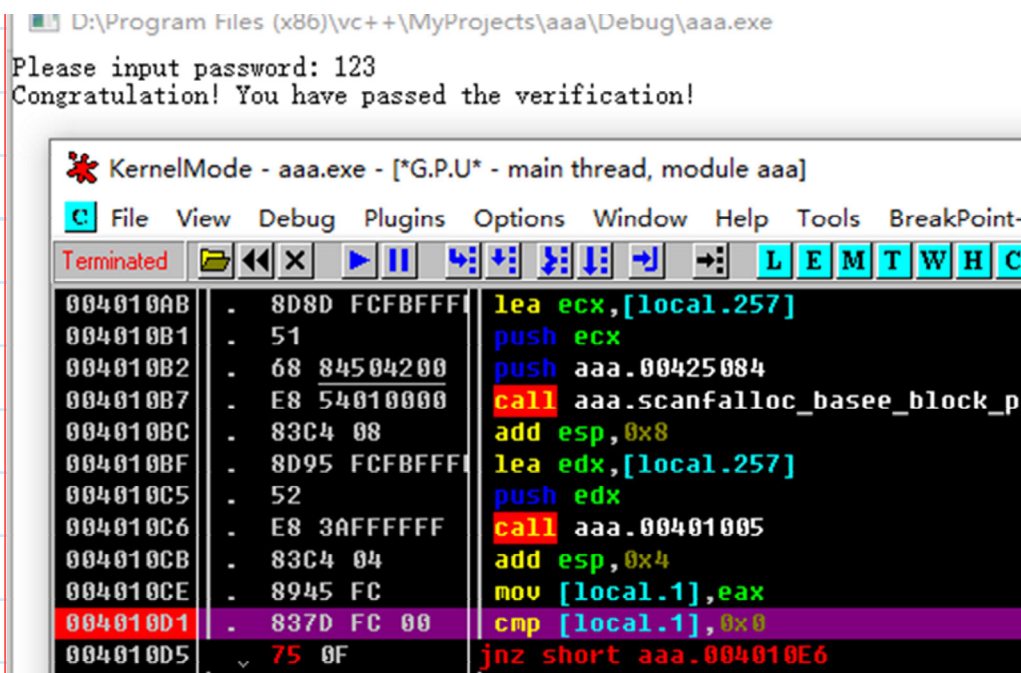 D:\Program Files (x86)\vc++\MyProjects\aaa\Debug\aaa.exe
Please input password: 123
Congratulation! You have passed the verification!
KernelMode - aaa.exe - [*G.P.U* - main thread, module aaa]
C File View Debug Plugins Options Window Help Tools BreakPoint-
Terminated L E M T W H C
004010AB . 8D8D FCFBFFF lea ecx,[local.257]
004010B1 . 51 push ecx
004010B2 . 68 84504200 push aaa.00425084
004010B7 . E8 54010000 call aaa.scanfalloc_basee_block_p
004010BC . 83C4 08 add esp,0x8
004010BF . 8D95 FCFBFFF lea edx,[local.257]
004010C5 . 52 push edx
004010C6 . E8 3AFFFFFF call aaa.00401005
004010CB . 83C4 04 add esp,0x4
004010CE . 8945 FC mov [local.1],eax
004010D1 . 837D FC 00 cmp [local.1],0x0
004010D5 . 75 0F jnz short aaa.004010E6